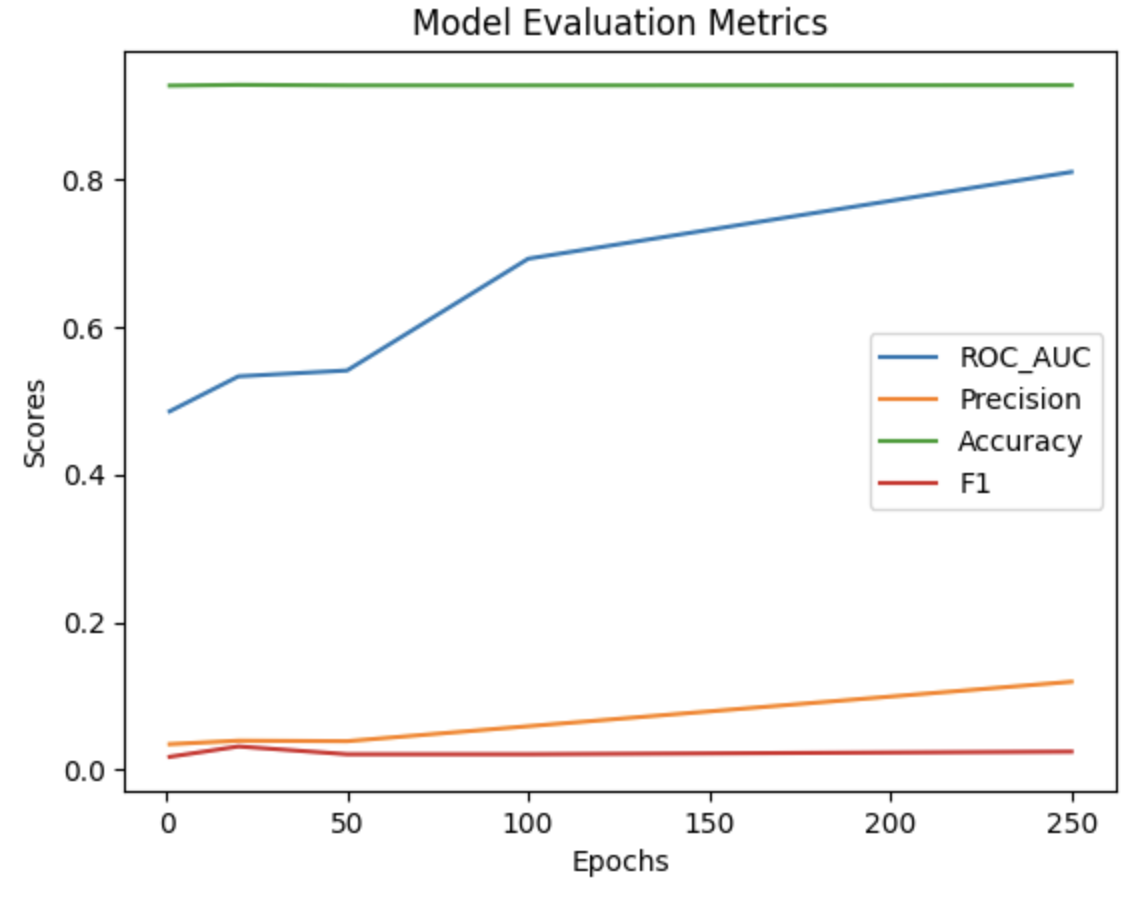 Model Evaluation Metrics
Scores
0.8
0.6
0.4
0.2
0.0
ROC_AUC
Precision
Accuracy
F1
0 50 100 150 200 250
Epochs